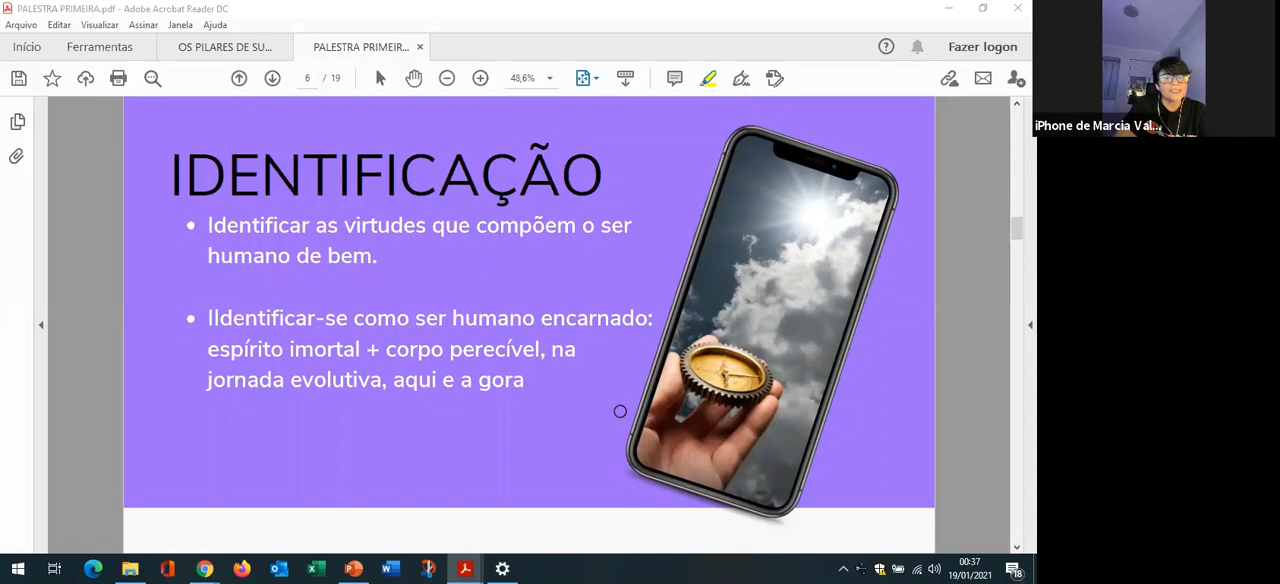 PALESTRA PRIMEIRA.pdf - Adobe Acrobat Reader DC
Arquivo Editar Visualizar Assinar Janela Ajuda
Início Ferramentas OS PILARES DE SU... PALESTRA PRIMEIR... × Fazer logon
6 / 19 48,6%
iPhone de Marcia Val...
IDENTIFICAÇÃO
• Identificar as virtudes que compõem o ser
humano de bem.
• IIdentificar-se como ser humano encarnado:
espírito imortal + corpo perecível, na
jornada evolutiva, aqui e a gora
00:37
19/01/2021
18